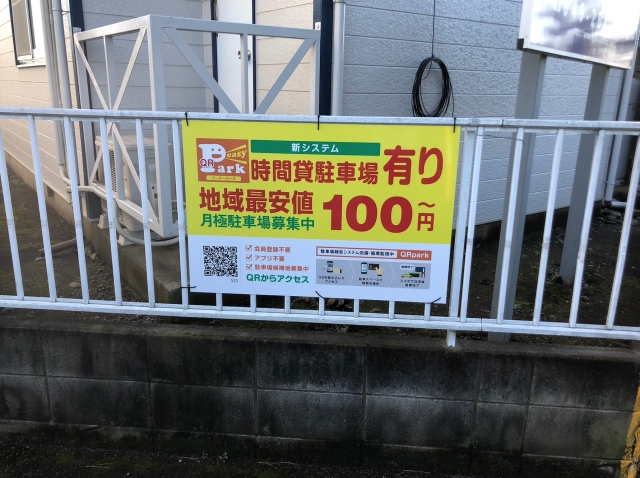 新システム
QR Park easy
時間貸駐車場有り
地域最安値 100円~
月極駐車場募集中
会員登録不要
アプリ不要
駐車場候補地募集中
QRからアクセス
QRpark